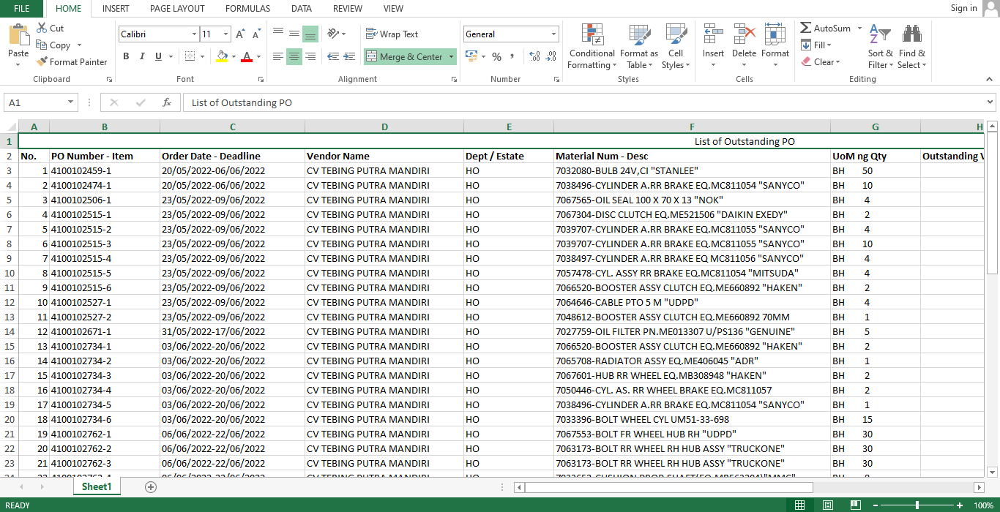 FILE HOME INSERT PAGE LAYOUT FORMULAS DATA REVIEW VIEW Sign in
Cut
Copy
Format Painter
Paste
Clipboard
Calibri 11
A A
B I U A
Font
Wrap Text
Merge & Center
Alignment
General
% ,
Number
Conditional Formatting
Format as Table
Cell Styles
Styles
Insert Delete Format
Cells
AutoSum
Fill
Clear
Sort & Filter
Find & Select
Editing
A1 fx List of Outstanding PO
A B C D E F G H
1 List of Outstanding PO
2 No. PO Number - Item Order Date - Deadline Vendor Name Dept / Estate Material Num - Desc UoM ng Qty Outstanding V
3 1 4100102459-1 20/05/2022-06/06/2022 CV TEBING PUTRA MANDIRI HO 7032080-BULB 24V,CI "STANLEE" BH 50
4 2 4100102474-1 20/05/2022-06/06/2022 CV TEBING PUTRA MANDIRI HO 7038496-CYLINDER A.RR BRAKE EQ.MC811054 "SANYCO" BH 10
5 3 4100102506-1 23/05/2022-09/06/2022 CV TEBING PUTRA MANDIRI HO 7067565-OIL SEAL 100 X 70 X 13 "NOK" BH 4
6 4 4100102515-1 23/05/2022-09/06/2022 CV TEBING PUTRA MANDIRI HO 7067304-DISC CLUTCH EQ.ME521506 "DAIKIN EXEDY" BH 2
7 5 4100102515-2 23/05/2022-09/06/2022 CV TEBING PUTRA MANDIRI HO 7039707-CYLINDER A.RR BRAKE EQ.MC811055 "SANYCO" BH 4
8 6 4100102515-3 23/05/2022-09/06/2022 CV TEBING PUTRA MANDIRI HO 7039707-CYLINDER A.RR BRAKE EQ.MC811055 "SANYCO" BH 10
9 7 4100102515-4 23/05/2022-09/06/2022 CV TEBING PUTRA MANDIRI HO 7038497-CYLINDER A.RR BRAKE EQ MC811056 "SANYCO" BH 4
10 8 4100102515-5 23/05/2022-09/06/2022 CV TEBING PUTRA MANDIRI HO 7057478-CYL. ASSY RR BRAKE EQ.MC811054 "MITSUDA" BH 4
11 9 4100102515-6 23/05/2022-09/06/2022 CV TEBING PUTRA MANDIRI HO 7066520-BOOSTER ASSY CLUTCH EQ.ME660892 "HAKEN" BH 2
12 10 4100102527-1 23/05/2022-09/06/2022 CV TEBING PUTRA MANDIRI HO 7064646-CABLE PTO 5 M "UDPD" BH 4
13 11 4100102527-2 23/05/2022-09/06/2022 CV TEBING PUTRA MANDIRI HO 7048612-BOOSTER ASSY CLUTCH EQ.ME660892 70MM BH 1
14 12 4100102671-1 31/05/2022-17/06/2022 CV TEBING PUTRA MANDIRI HO 7027759-OIL FILTER PN.ME013307 U/PS136 "GENUINE" BH 5
15 13 4100102734-1 03/06/2022-20/06/2022 CV TEBING PUTRA MANDIRI HO 7066520-BOOSTER ASSY CLUTCH EQ.ME660892 "HAKEN" BH 2
16 14 4100102734-2 03/06/2022-20/06/2022 CV TEBING PUTRA MANDIRI HO 7065708-RADIATOR ASSY EQ.ME406045 "ADR" BH 1
17 15 4100102734-3 03/06/2022-20/06/2022 CV TEBING PUTRA MANDIRI HO 7067601-HUB RR WHEEL EQ.MB308948 "HAKEN" BH 2
18 16 4100102734-4 03/06/2022-20/06/2022 CV TEBING PUTRA MANDIRI HO 7050446-CYL. AS. RR WHEEL BRAKE EQ.MC811057 BH 2
19 17 4100102734-5 03/06/2022-20/06/2022 CV TEBING PUTRA MANDIRI HO 7038496-CYLINDER A.RR BRAKE EQ.MC811054 "SANYCO" BH 1
20 18 4100102734-6 03/06/2022-20/06/2022 CV TEBING PUTRA MANDIRI HO 7033396-BOLT WHEEL CYL UM51-33-698 BH 15
21 19 4100102762-1 06/06/2022-22/06/2022 CV TEBING PUTRA MANDIRI HO 7067553-BOLT FR WHEEL HUB RH "UDPD" BH 30
22 20 4100102762-2 06/06/2022-22/06/2022 CV TEBING PUTRA MANDIRI HO 7063173-BOLT RR WHEEL RH HUB ASSY "TRUCKONE" BH 30
23 21 4100102762-3 06/06/2022-22/06/2022 CV TEBING PUTRA MANDIRI HO 7063173-BOLT RR WHEEL RH HUB ASSY "TRUCKONE" BH 30
Sheet1
READY 100%